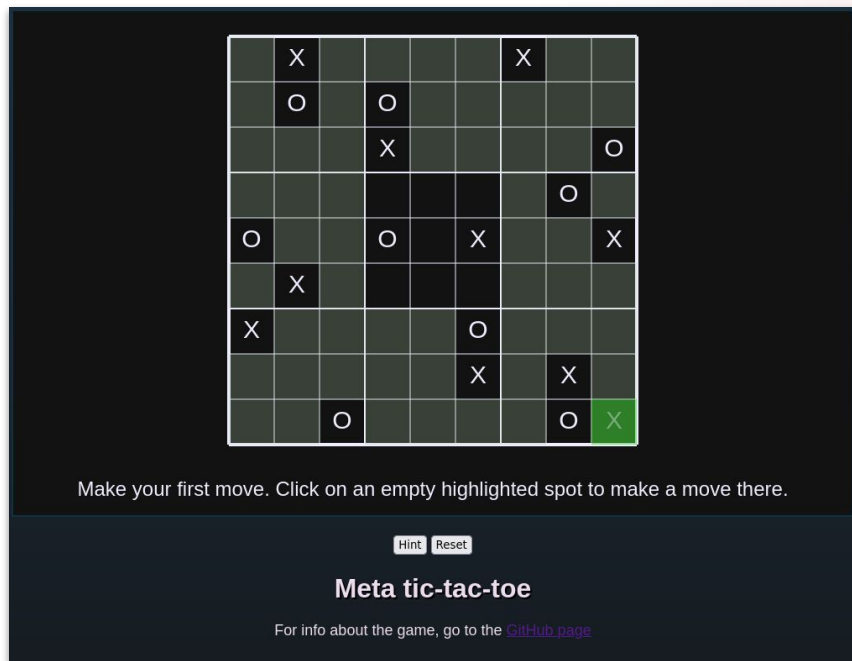 X X
O O
X O
O
O O X X
X
X O
X X
O O X
Make your first move. Click on an empty highlighted spot to make a move there.
Hint Reset
Meta tic-tac-toe
For info about the game, go to the GitHub page